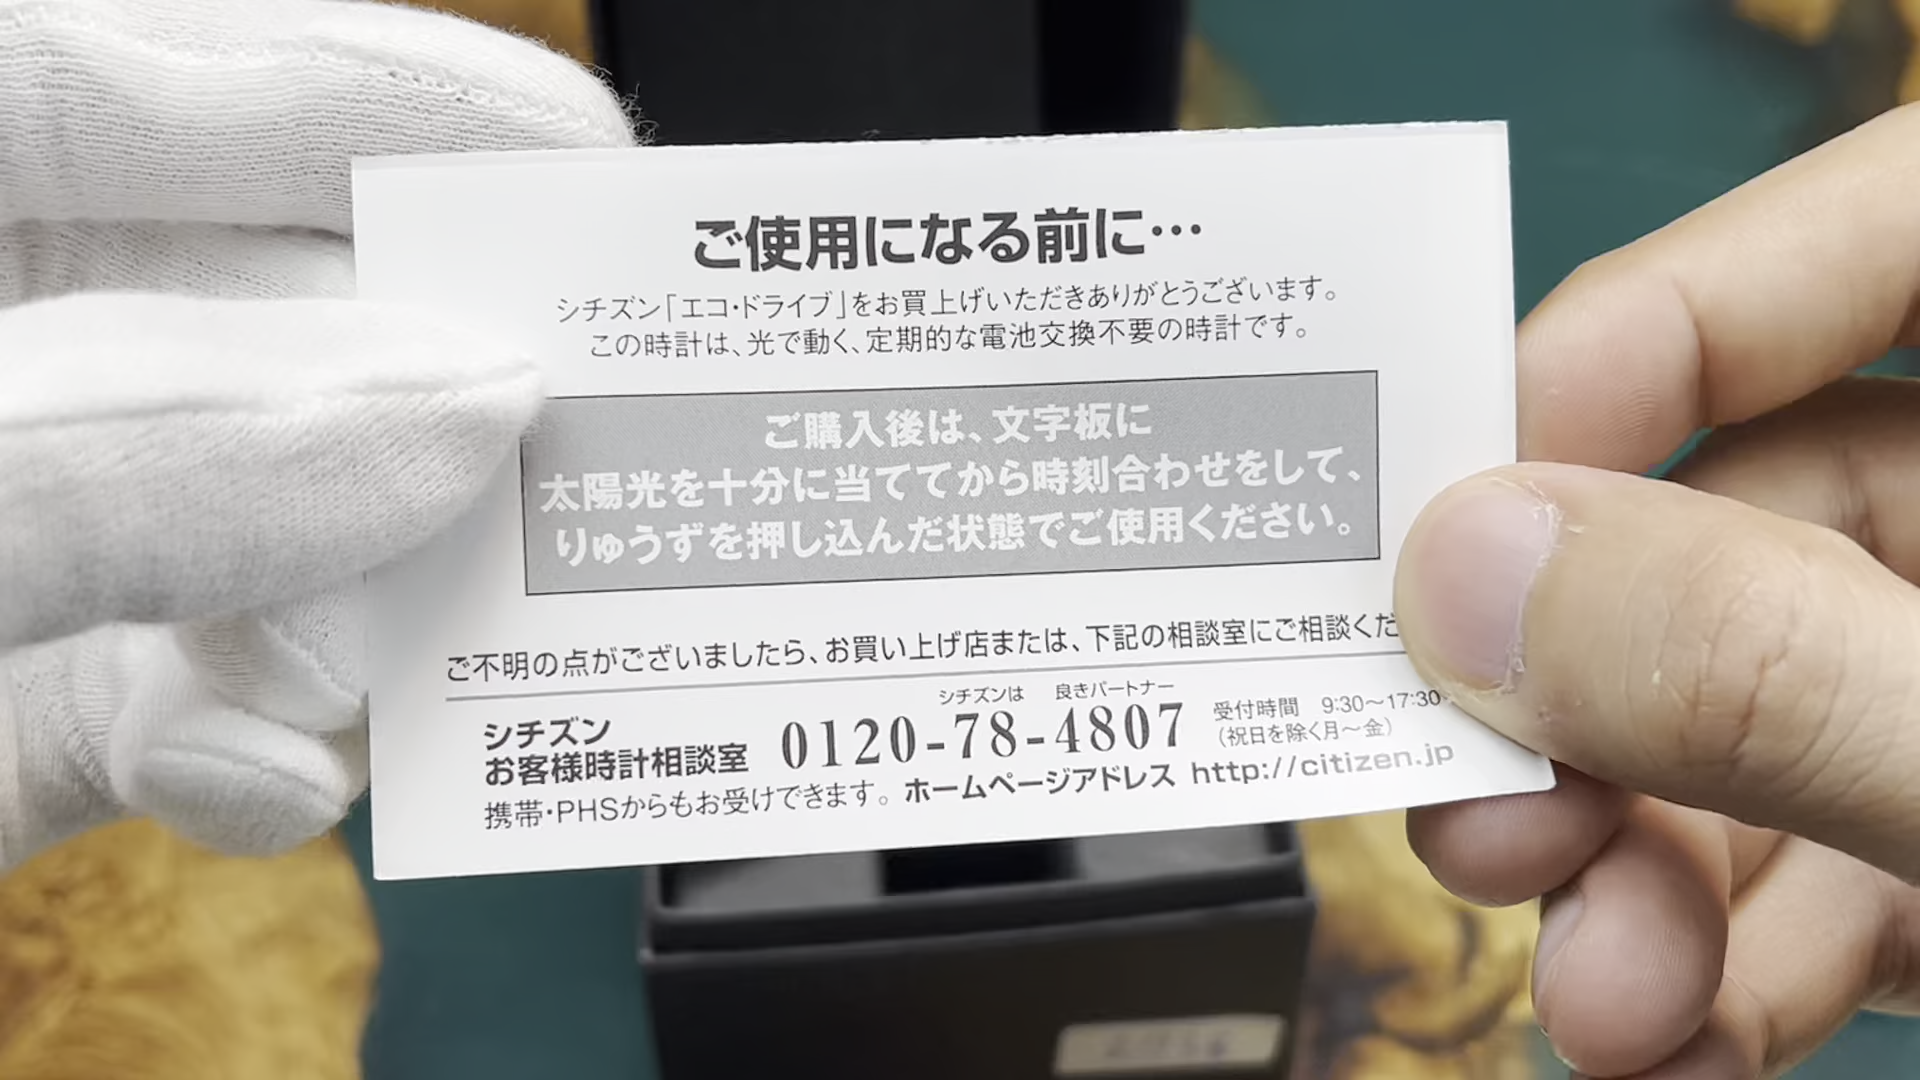 ご使用になる前に…
シチズン「エコ・ドライブ」をお買上げいただきありがとうございます。
この時計は、光で動く、定期的な電池交換不要の時計です。
ご購入後は、文字板に
太陽光を十分に当ててから時刻合わせをして、
りゅうずを押し込んだ状態でご使用ください。
ご不明の点がございましたら、お買い上げ店または、下記の相談室にご相談くだ
シチズンは 良きパートナー
シチズン
お客様時計相談室 0120-78-4807 受付時間 9:30～17:30
(祝日を除く月～金)
携帯・PHSからもお受けできます。ホームページアドレス http://citizen.jp